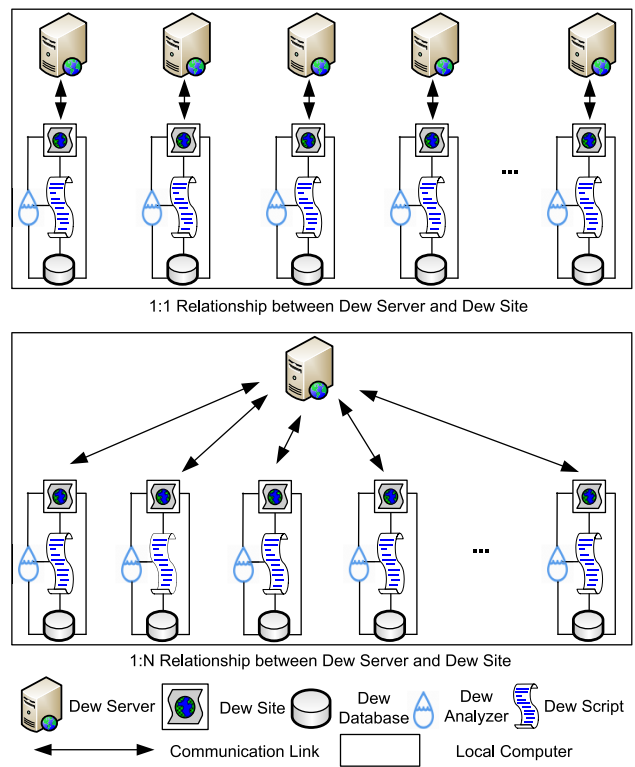 ...
1:1 Relationship between Dew Server and Dew Site
...
1:N Relationship between Dew Server and Dew Site
Dew Server
Dew Site
Dew
Database
Dew
Analyzer
Dew Script
Communication Link
Local Computer